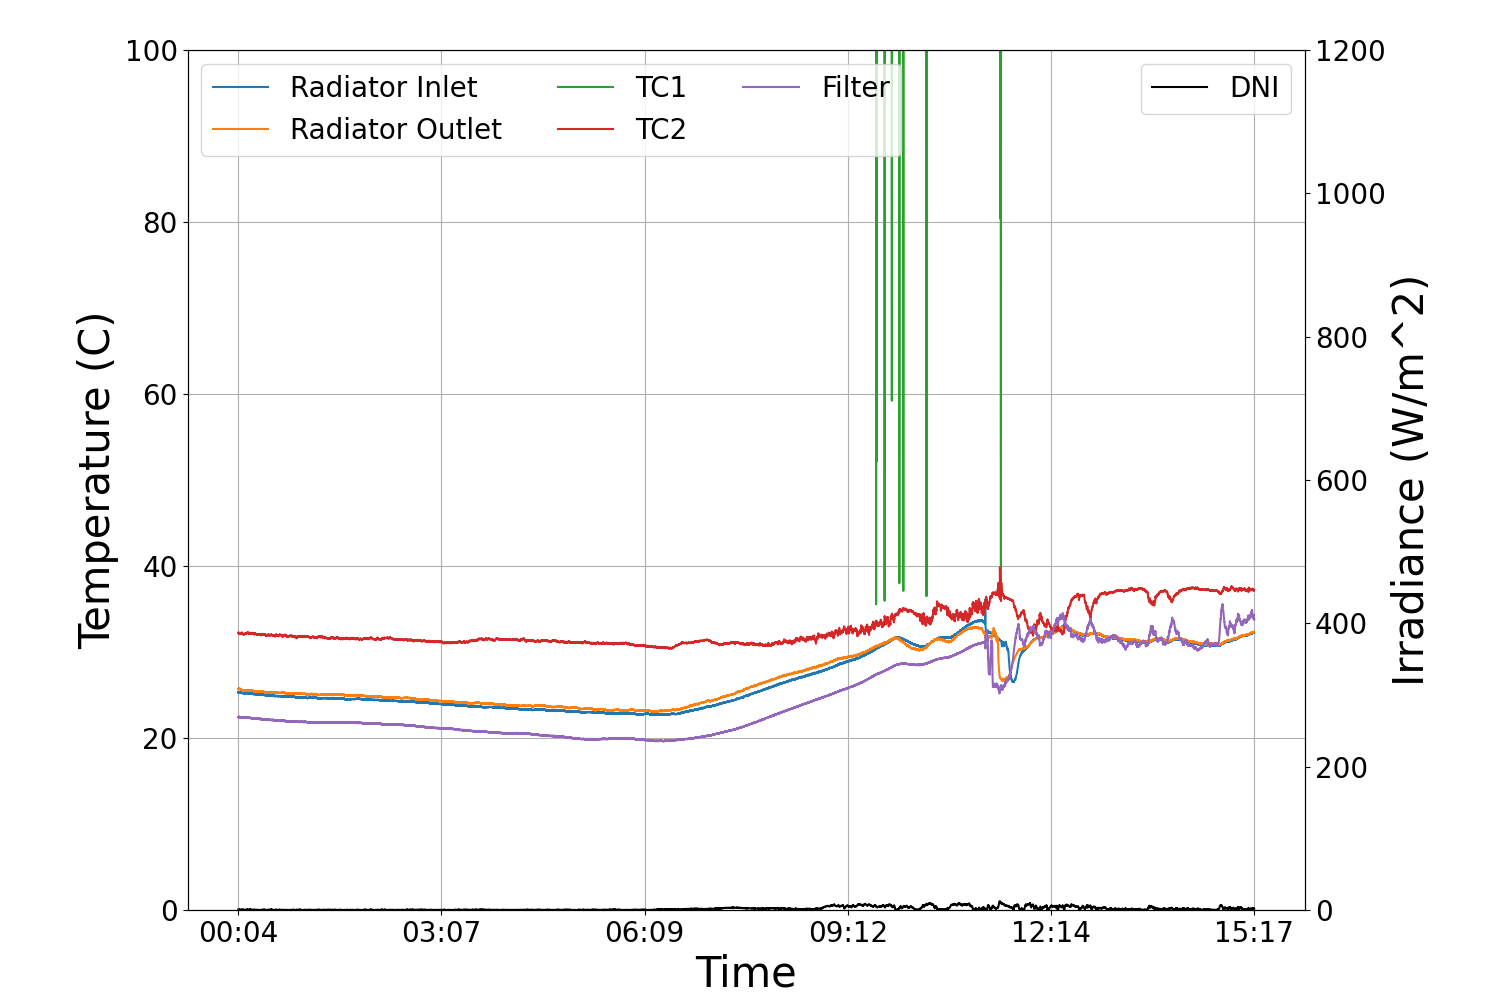 Radiator Inlet
Radiator Outlet
TC1
TC2
Filter
DNI
100
80
60
40
20
0
Temperature (C)
1200
1000
800
600
400
200
0
Irradiance (W/m^2)
00:04 03:07 06:09 09:12 12:14 15:17
Time